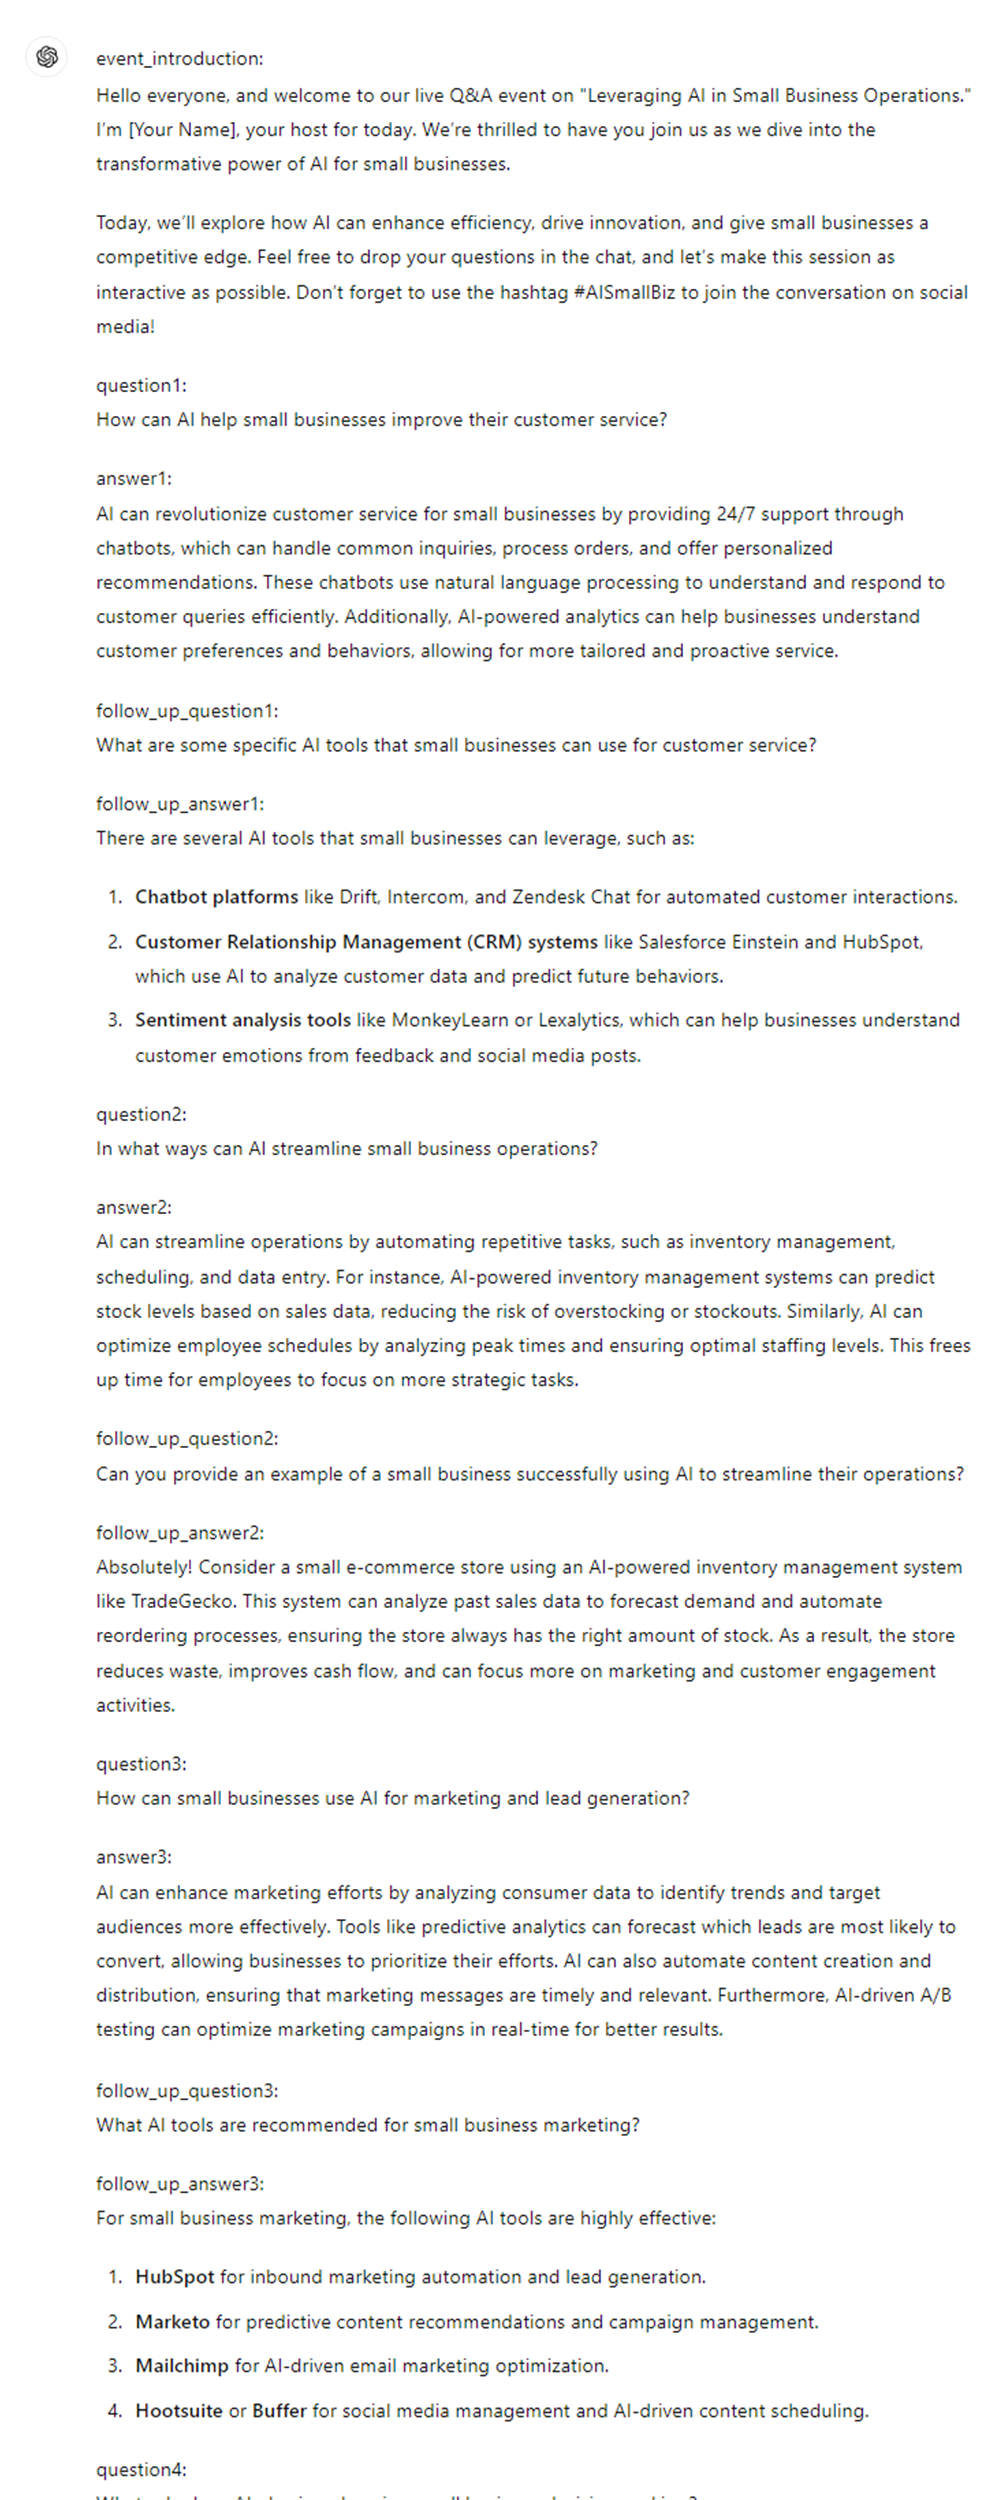 event_introduction:
Hello everyone, and welcome to our live Q&A event on "Leveraging AI in Small Business Operations."
I'm [Your Name], your host for today. We're thrilled to have you join us as we dive into the
transformative power of AI for small businesses.
Today, we'll explore how AI can enhance efficiency, drive innovation, and give small businesses a
competitive edge. Feel free to drop your questions in the chat, and let's make this session as
interactive as possible. Don't forget to use the hashtag #AISmallBiz to join the conversation on social
media!
question1:
How can AI help small businesses improve their customer service?
answer1:
AI can revolutionize customer service for small businesses by providing 24/7 support through
chatbots, which can handle common inquiries, process orders, and offer personalized
recommendations. These chatbots use natural language processing to understand and respond to
customer queries efficiently. Additionally, AI-powered analytics can help businesses understand
customer preferences and behaviors, allowing for more tailored and proactive service.
follow_up_question1:
What are some specific AI tools that small businesses can use for customer service?
follow_up_answer1:
There are several AI tools that small businesses can leverage, such as:
1. Chatbot platforms like Drift, Intercom, and Zendesk Chat for automated customer interactions.
2. Customer Relationship Management (CRM) systems like Salesforce Einstein and HubSpot,
which use AI to analyze customer data and predict future behaviors.
3. Sentiment analysis tools like MonkeyLearn or Lexalytics, which can help businesses understand
customer emotions from feedback and social media posts.
question2:
In what ways can AI streamline small business operations?
answer2:
AI can streamline operations by automating repetitive tasks, such as inventory management,
scheduling, and data entry. For instance, AI-powered inventory management systems can predict
stock levels based on sales data, reducing the risk of overstocking or stockouts. Similarly, AI can
optimize employee schedules by analyzing peak times and ensuring optimal staffing levels. This frees
up time for employees to focus on more strategic tasks.
follow_up_question2:
Can you provide an example of a small business successfully using AI to streamline their operations?
follow_up_answer2:
Absolutely! Consider a small e-commerce store using an AI-powered inventory management system
like TradeGecko. This system can analyze past sales data to forecast demand and automate
reordering processes, ensuring the store always has the right amount of stock. As a result, the store
reduces waste, improves cash flow, and can focus more on marketing and customer engagement
activities.
question3:
How can small businesses use AI for marketing and lead generation?
answer3:
AI can enhance marketing efforts by analyzing consumer data to identify trends and target
audiences more effectively. Tools like predictive analytics can forecast which leads are most likely to
convert, allowing businesses to prioritize their efforts. AI can also automate content creation and
distribution, ensuring that marketing messages are timely and relevant. Furthermore, AI-driven A/B
testing can optimize marketing campaigns in real-time for better results.
follow_up_question3:
What AI tools are recommended for small business marketing?
follow_up_answer3:
For small business marketing, the following AI tools are highly effective:
1. HubSpot for inbound marketing automation and lead generation.
2. Marketo for predictive content recommendations and campaign management.
3. Mailchimp for AI-driven email marketing optimization.
4. Hootsuite or Buffer for social media management and AI-driven content scheduling.
question4: